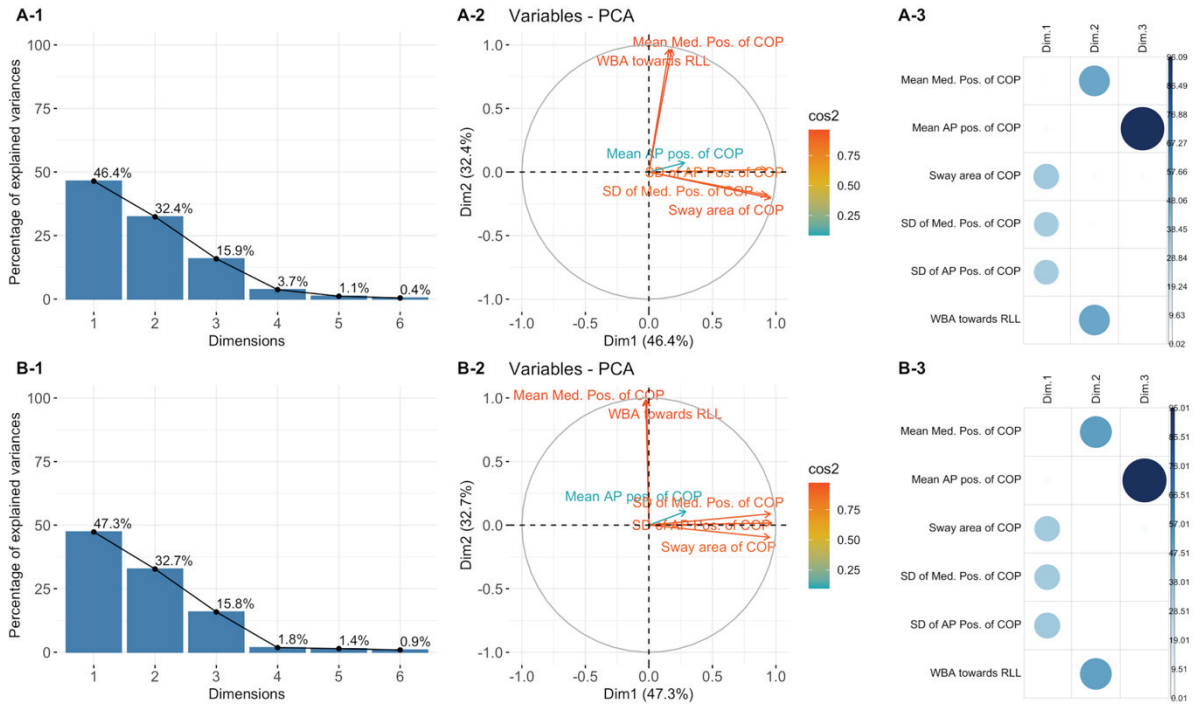 A-1
Percentage of explained variances
100
75
50
25
0
46.4%
32.4%
15.9%
3.7%
1.1%
0.4%
1 2 3 4 5 6
Dimensions
A-2 Variables - PCA
Dim2 (32.4%)
1.0
0.5
0.0
-0.5
-1.0
Mean Med. Pos. of COP
WBA towards RLL
Mean AP pos. of COP
SD of AP Pos. of COP
SD of Med. Pos. of COP
Sway area of COP
-1.0 -0.5 0.0 0.5 1.0
Dim1 (46.4%)
cos2
0.75
0.50
0.25
A-3
Dim.1 Dim.2 Dim.3
Mean Med. Pos. of COP
Mean AP pos. of COP
Sway area of COP
SD of Med. Pos. of COP
SD of AP Pos. of COP
WBA towards RLL
86.49
76.88
67.27
57.66
48.06
38.45
28.84
19.24
9.63
0.02
B-1
Percentage of explained variances
100
75
50
25
0
47.3%
32.7%
15.8%
1.8%
1.4%
0.9%
1 2 3 4 5 6
Dimensions
B-2 Variables - PCA
Dim2 (32.7%)
1.0
0.5
0.0
-0.5
-1.0
Mean Med. Pos. of COP
WBA towards RLL
Mean AP pos. of COP
SD of Med. Pos. of COP
SD of AP Pos. of COP
Sway area of COP
-1.0 -0.5 0.0 0.5 1.0
Dim1 (47.3%)
cos2
0.75
0.50
0.25
B-3
Dim.1 Dim.2 Dim.3
Mean Med. Pos. of COP
Mean AP pos. of COP
Sway area of COP
SD of Med. Pos. of COP
SD of AP Pos. of COP
WBA towards RLL
85.51
76.01
66.51
57.01
47.51
38.01
28.51
19.01
9.51
0.01